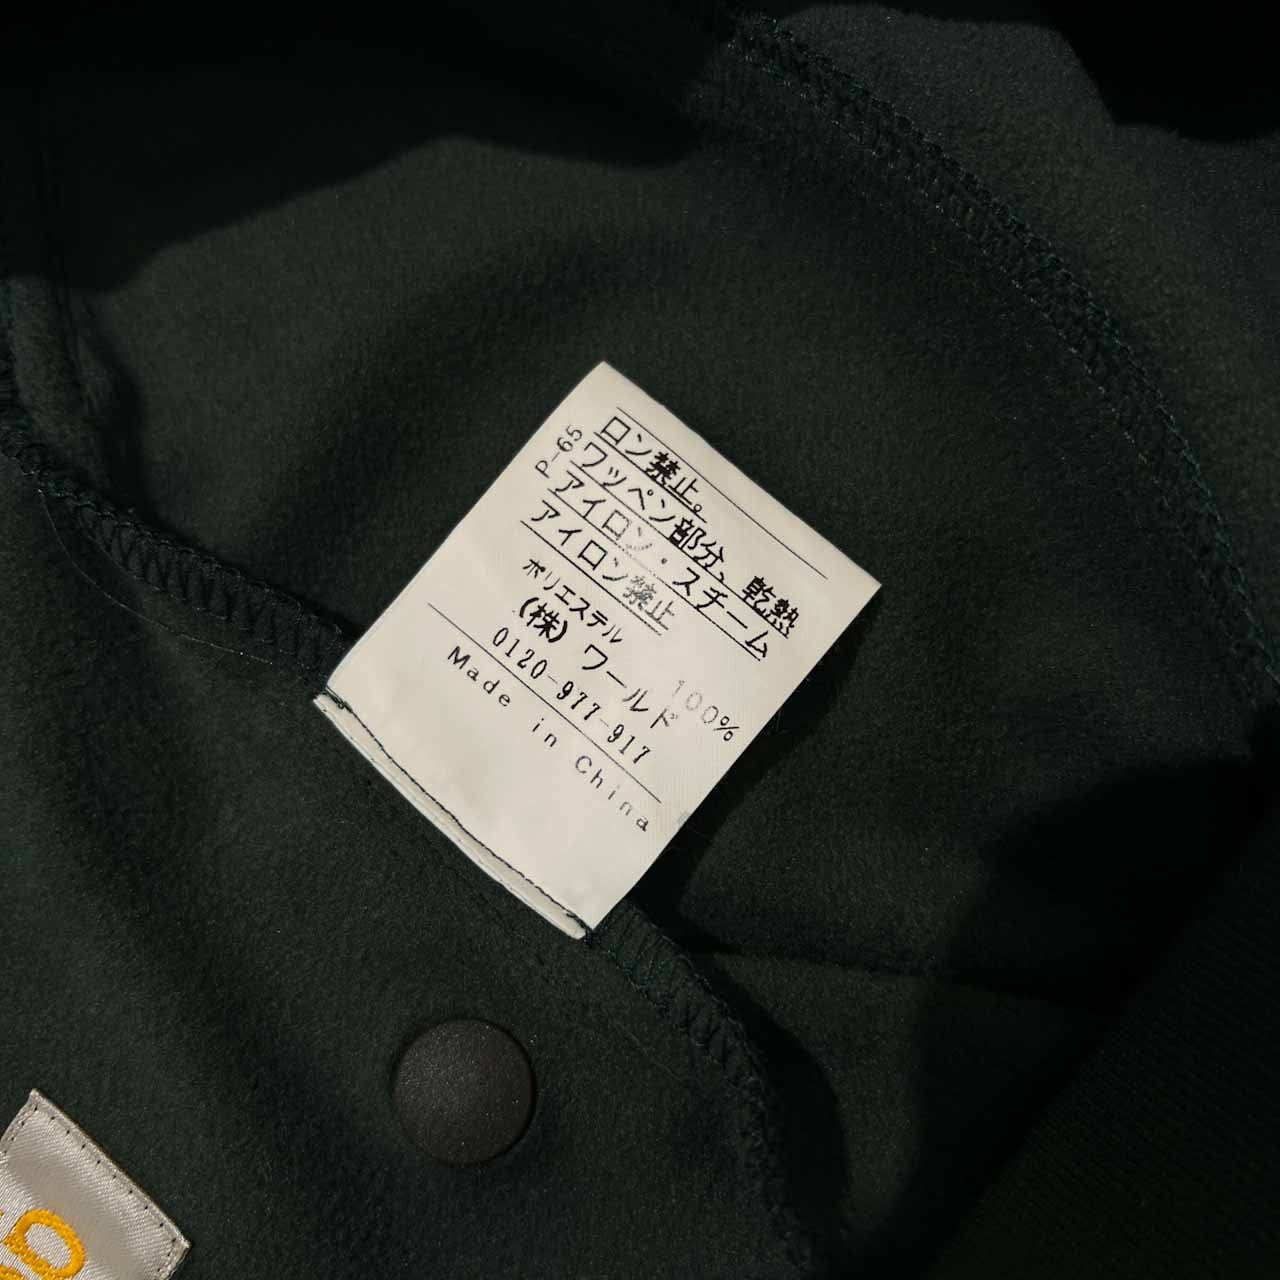 P-65
ロン禁止。
ワッペン部分、乾熱
アイロン・スチーム
アイロン禁止
ポリエステル 100%
(株)ワールド
0120-977-917
Made in China